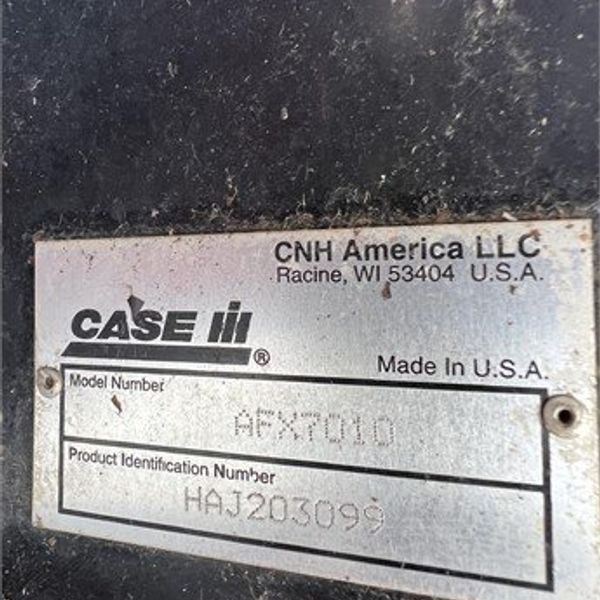 CNH America LLC
Racine, WI 53404 U.S.A.
CASE IH
®
Made In U.S.A.
Model Number
AFX7010
Product Identification Number
HAJ203099